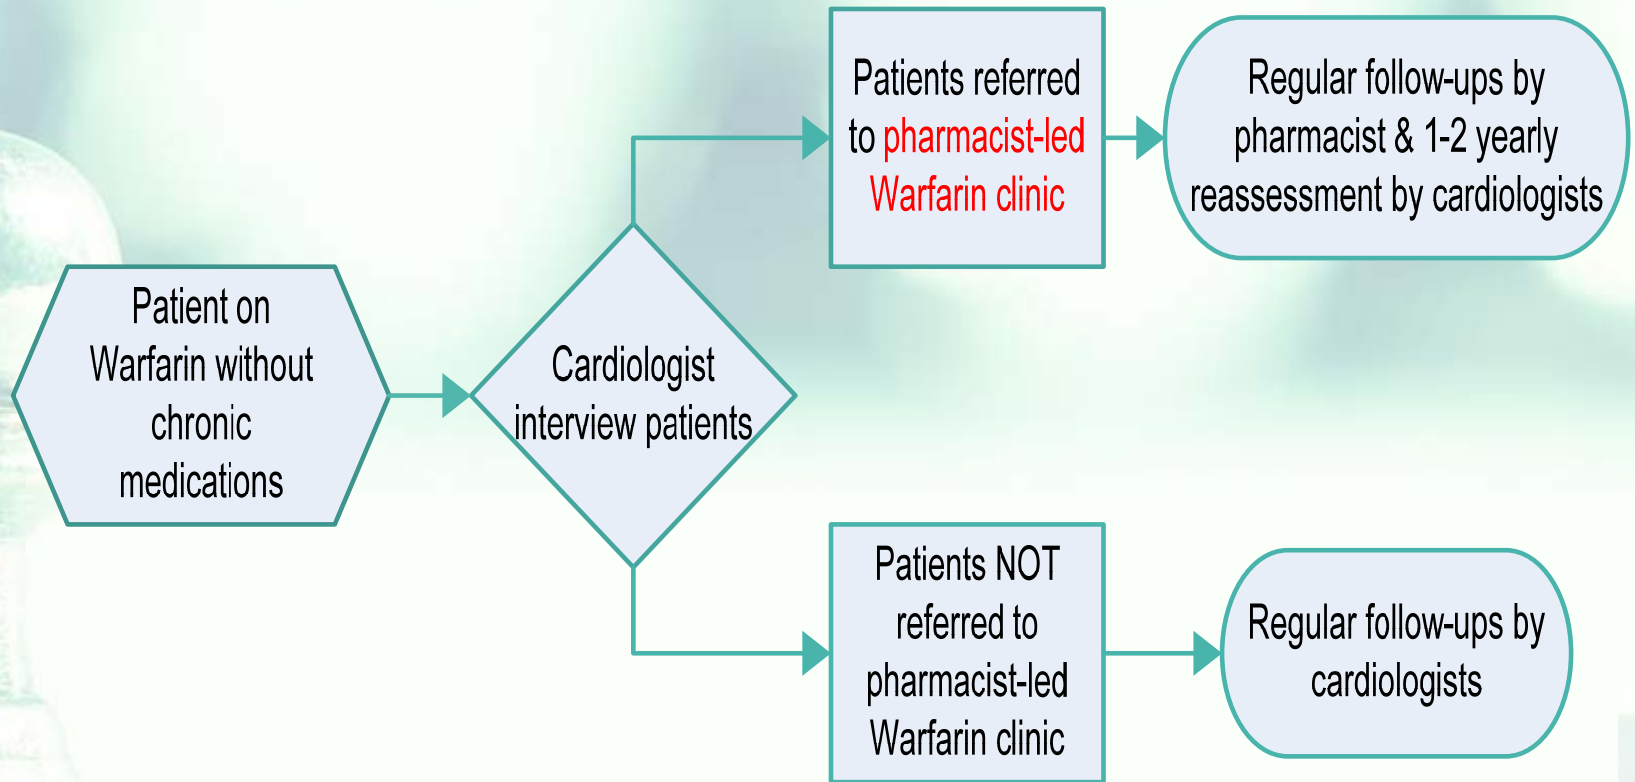 Patient on
Warfarin without
chronic
medications
Cardiologist
interview patients
Patients referred
to pharmacist-led
Warfarin clinic
Regular follow-ups by
pharmacist & 1-2 yearly
reassessment by cardiologists
Patients NOT
referred to
pharmacist-led
Warfarin clinic
Regular follow-ups by
cardiologists